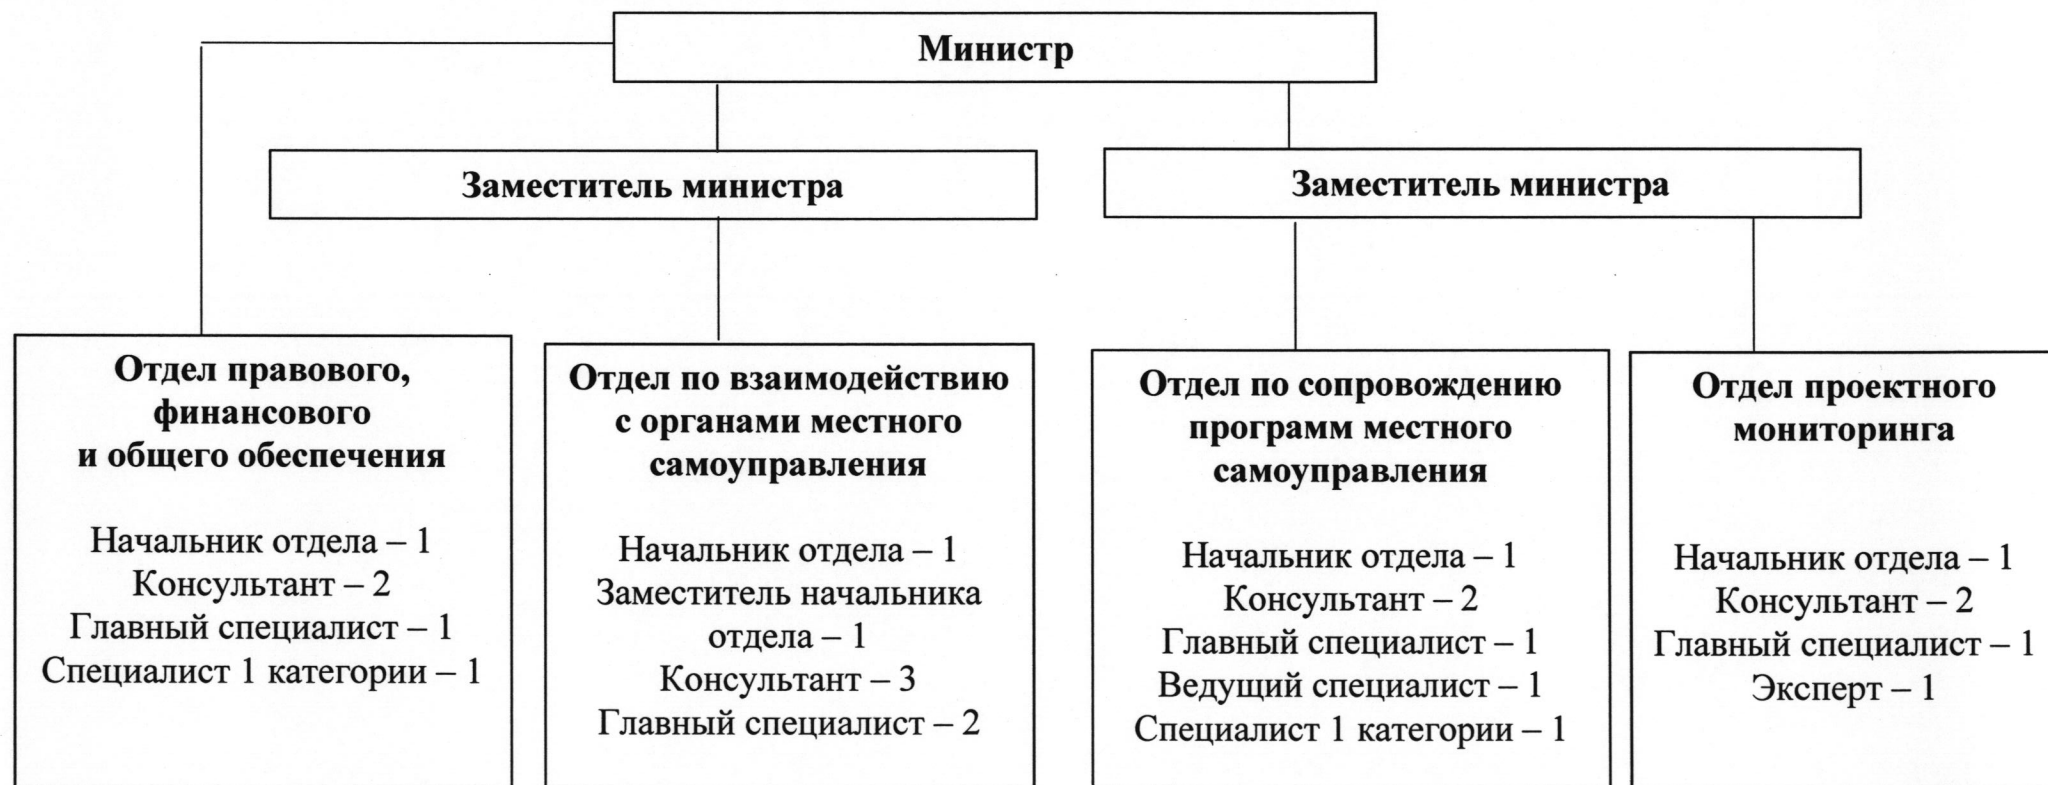 Министр
Заместитель министра
Заместитель министра
Отдел правового,
финансового
и общего обеспечения
Начальник отдела – 1
Консультант – 2
Главный специалист – 1
Специалист 1 категории – 1
Отдел по взаимодействию
с органами местного
самоуправления
Начальник отдела – 1
Заместитель начальника
отдела – 1
Консультант – 3
Главный специалист – 2
Отдел по сопровождению
программ местного
самоуправления
Начальник отдела – 1
Консультант – 2
Главный специалист – 1
Ведущий специалист – 1
Специалист 1 категории – 1
Отдел проектного
мониторинга
Начальник отдела – 1
Консультант – 2
Главный специалист – 1
Эксперт – 1